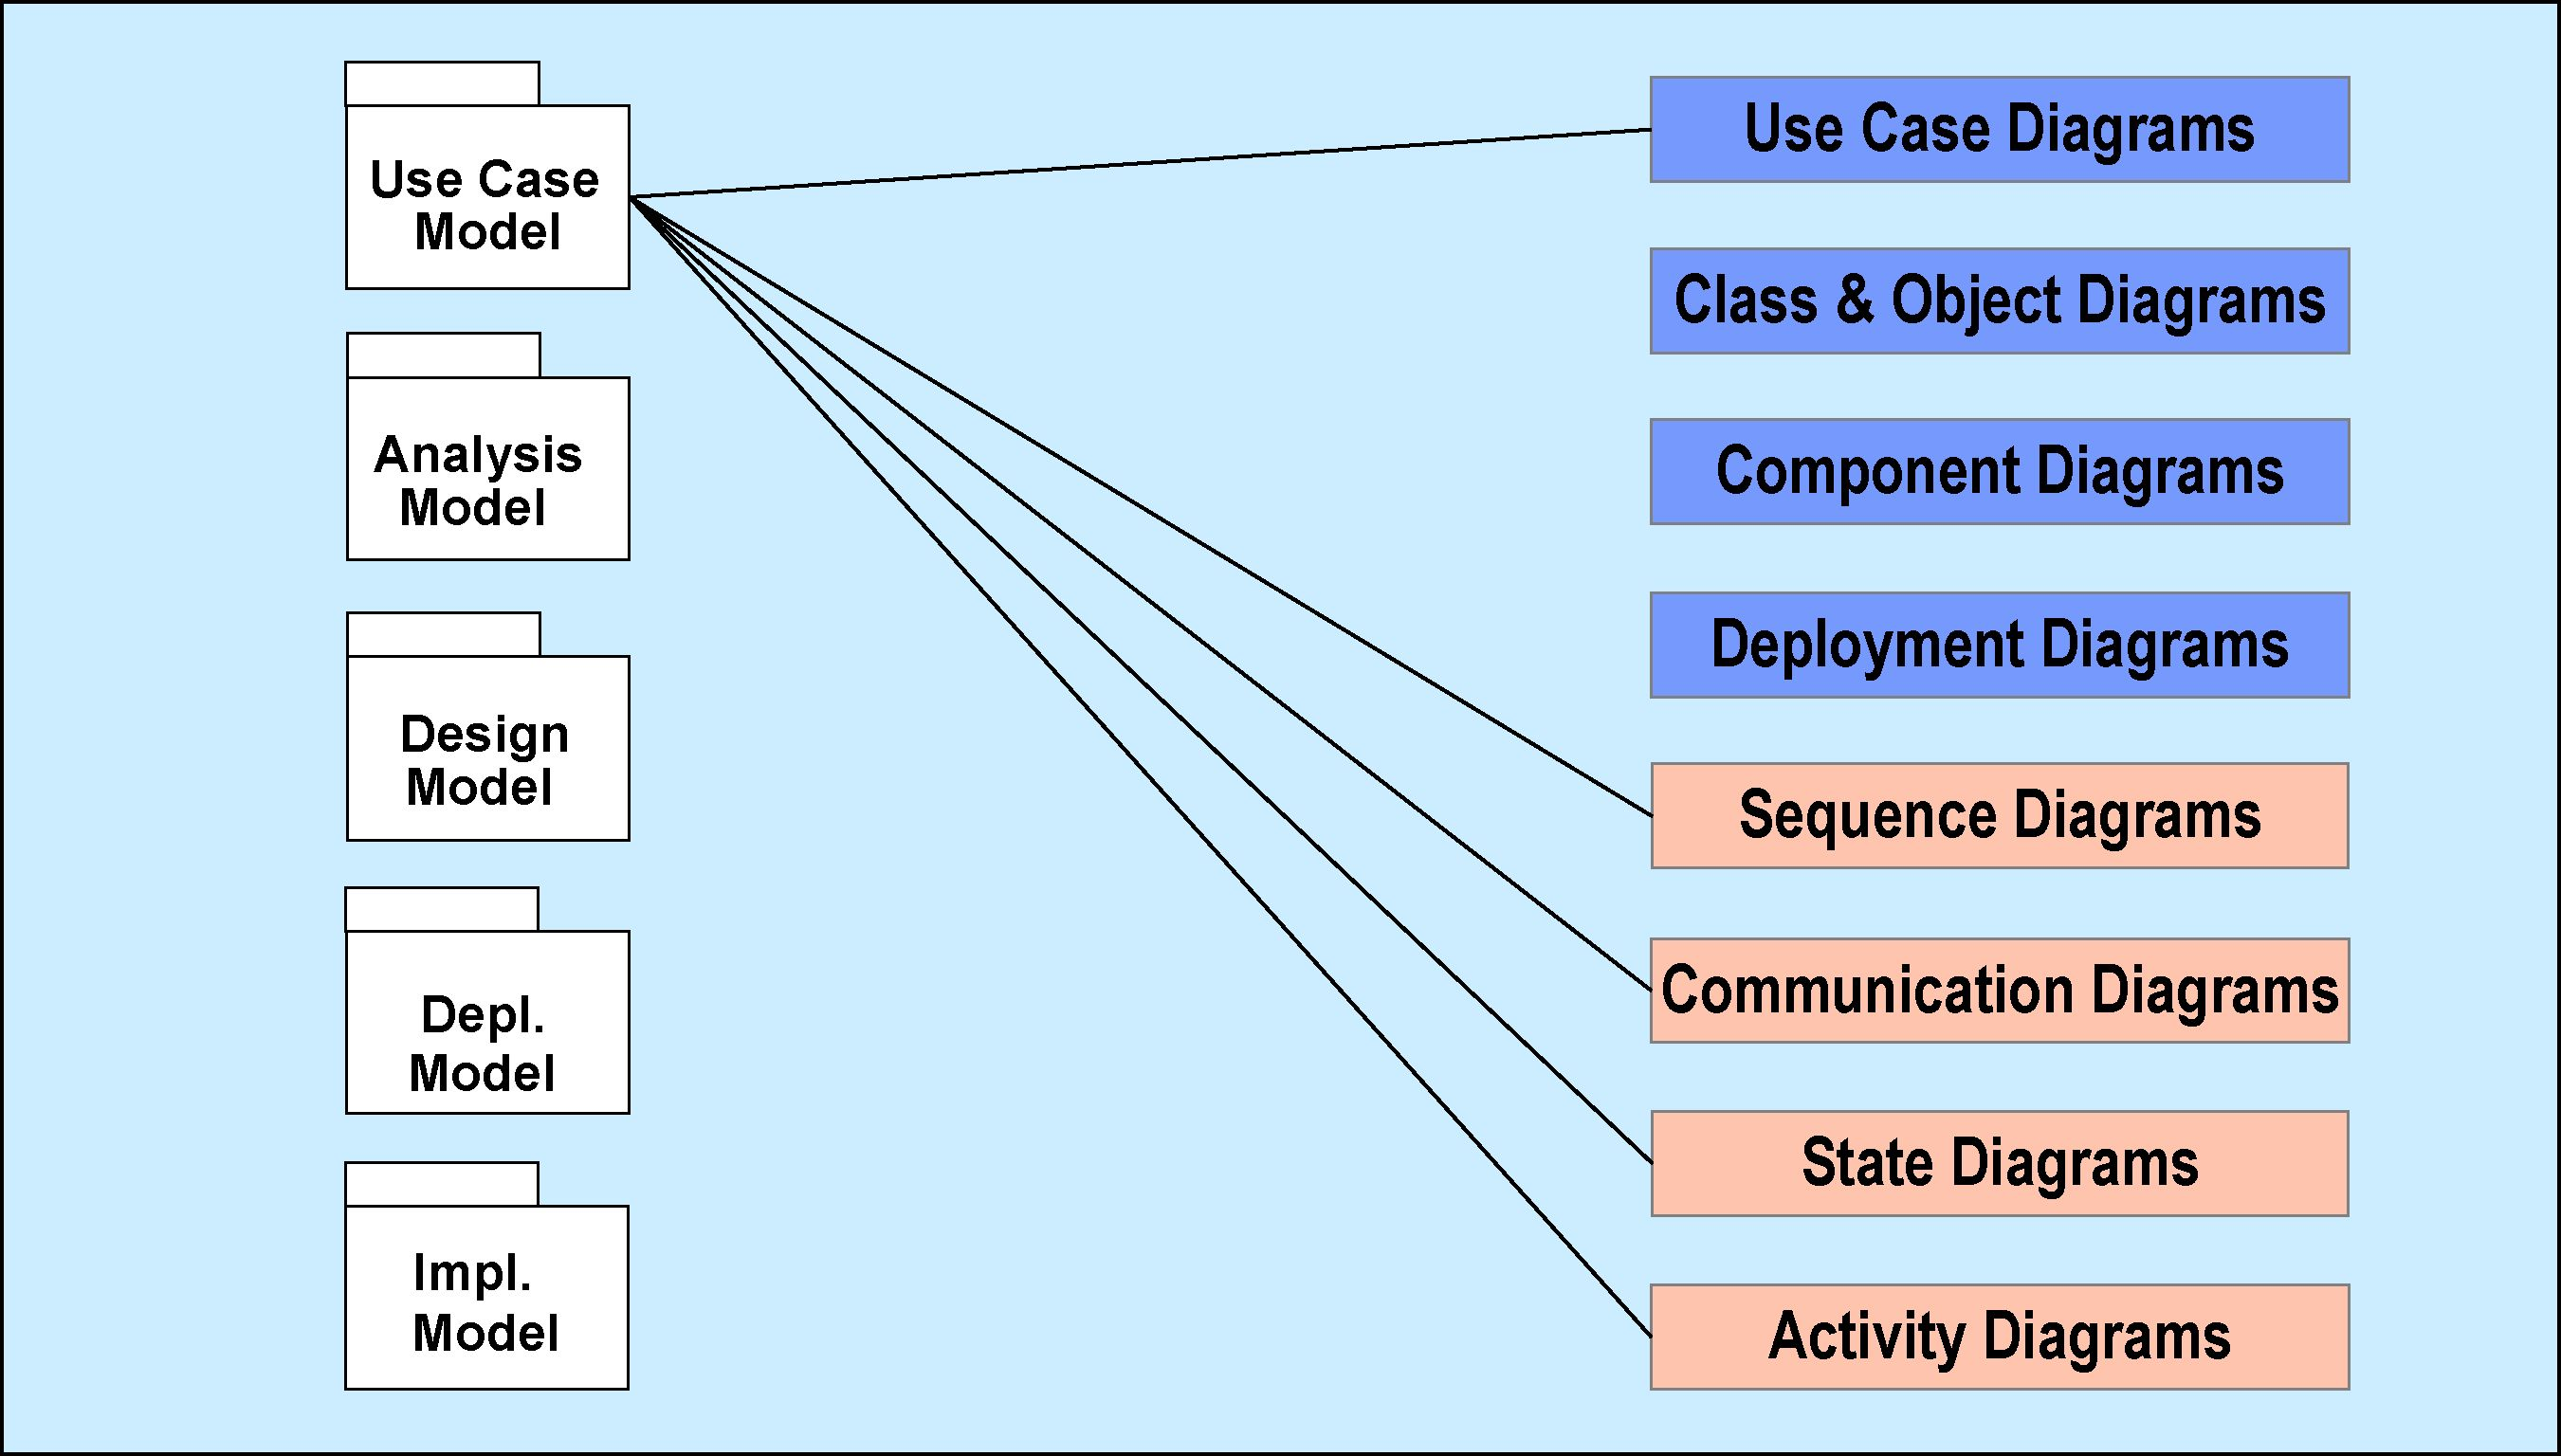 Use Case
Model
Analysis
Model
Design
Model
Depl.
Model
Impl.
Model
Use Case Diagrams
Class & Object Diagrams
Component Diagrams
Deployment Diagrams
Sequence Diagrams
Communication Diagrams
State Diagrams
Activity Diagrams